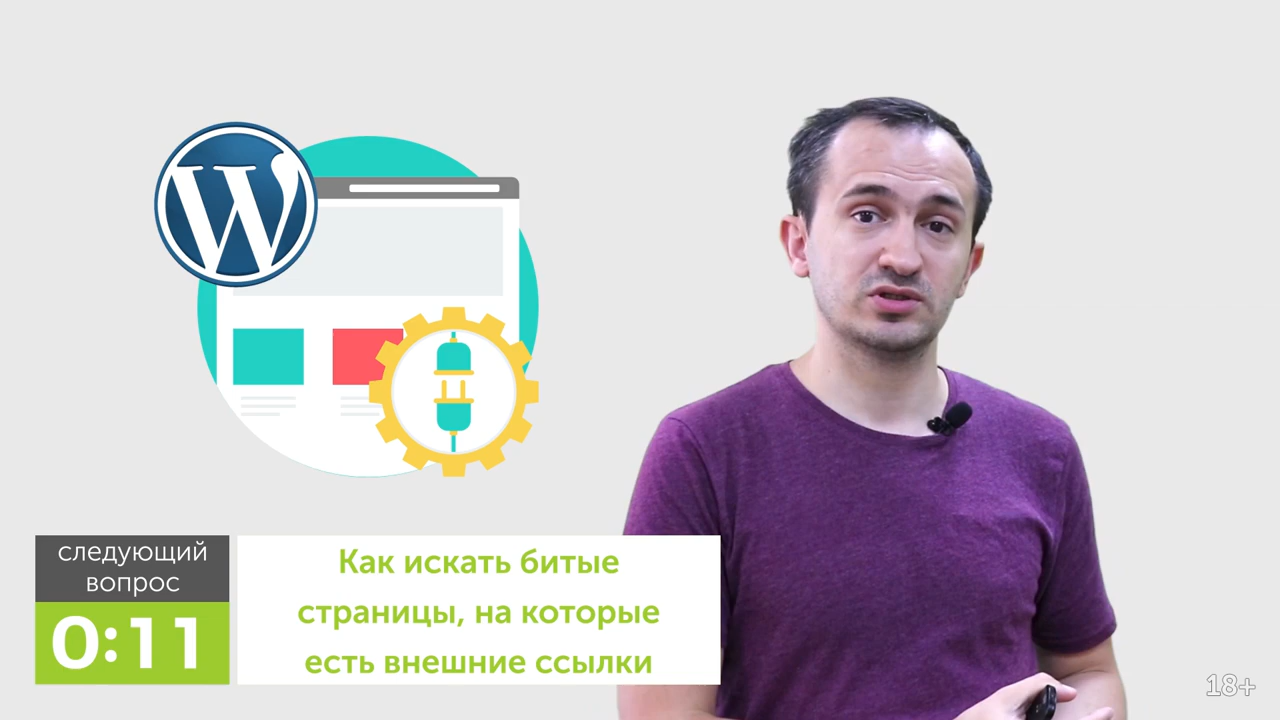 W
следующий
вопрос
0:11
Как искать битые
страницы, на которые
есть внешние ссылки
18+